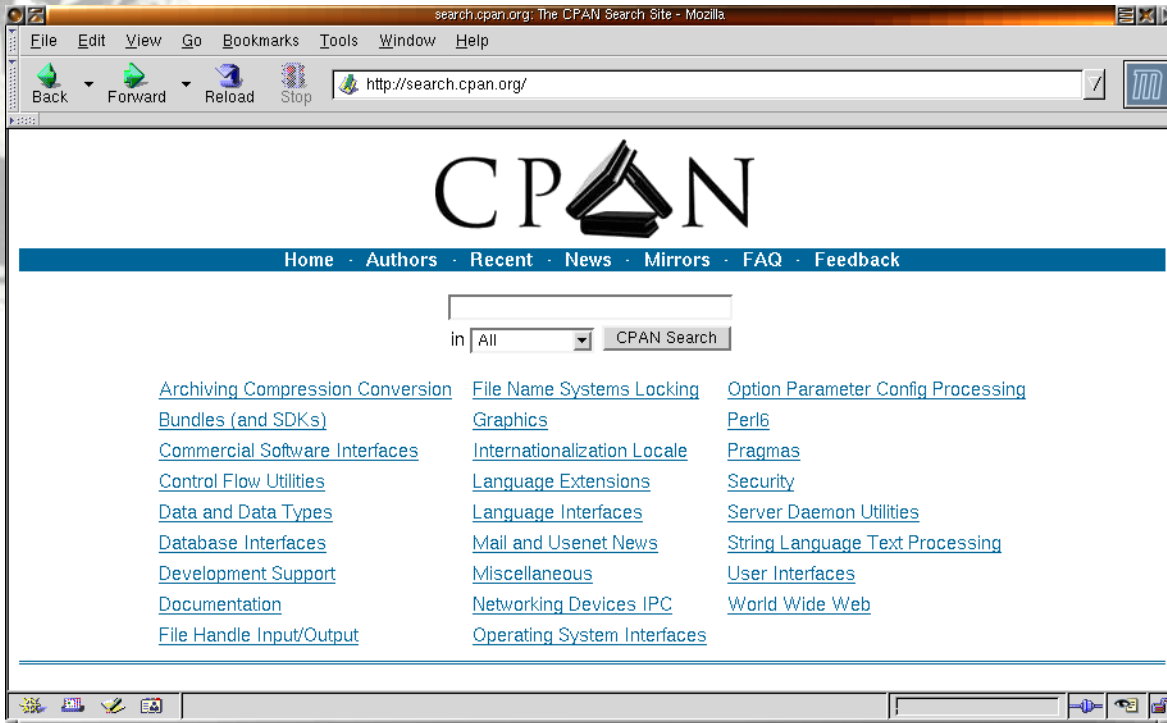 search.cpan.org: The CPAN Search Site - Mozilla
File Edit View Go Bookmarks Tools Window Help
Back Forward Reload Stop http://search.cpan.org/
CPAN
Home · Authors · Recent · News · Mirrors · FAQ · Feedback
in All CPAN Search
Archiving Compression Conversion File Name Systems Locking Option Parameter Config Processing
Bundles (and SDKs) Graphics Perl6
Commercial Software Interfaces Internationalization Locale Pragmas
Control Flow Utilities Language Extensions Security
Data and Data Types Language Interfaces Server Daemon Utilities
Database Interfaces Mail and Usenet News String Language Text Processing
Development Support Miscellaneous User Interfaces
Documentation Networking Devices IPC World Wide Web
File Handle Input/Output Operating System Interfaces